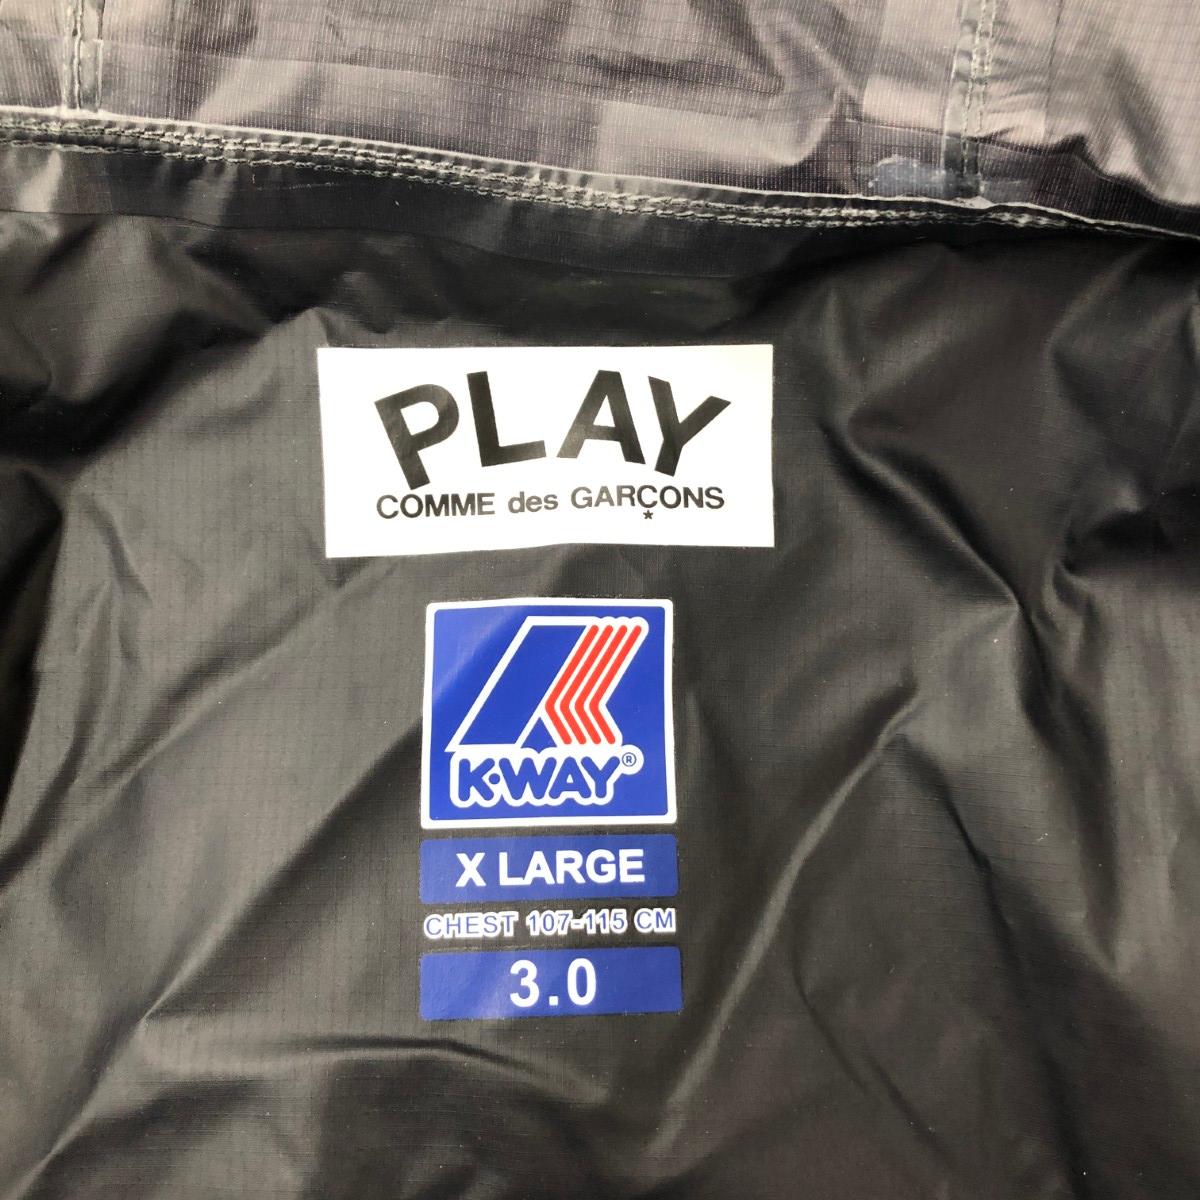 PLAY
COMME des GARÇONS
K·WAY®
X LARGE
CHEST 107-115 CM
3.0